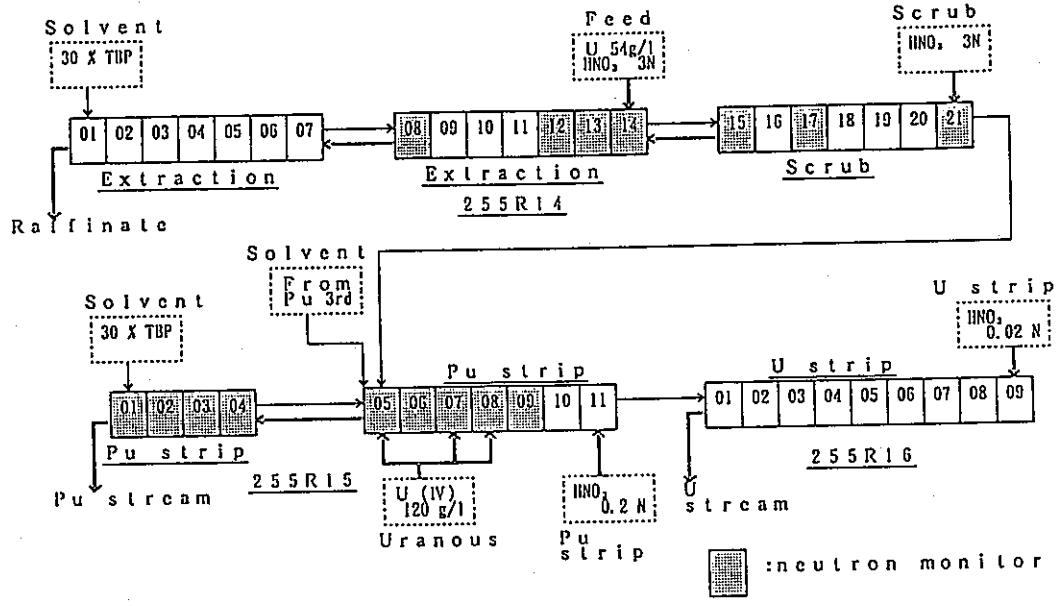 Solvent
30 % TBP
Feed
U 54g/l
HNO₃ 3N
Scrub
HNO₃ 3N
01 02 03 04 05 06 07
08 09 10 11 12 13 14
15 16 17 18 19 20 21
Extraction
Extraction
255R14
Scrub
Raffinate
Solvent
From
Pu 3rd
Solvent
30 % TBP
U strip
HNO₃
0.02 N
Pu strip
U strip
01 02 03 04
05 06 07 08 09 10 11
01 02 03 04 05 06 07 08 09
Pu strip
255R15
255R16
Pu stream
U (IV)
120 g/l
Uranous
HNO₃
0.2 N
Pu
strip
U
stream
:neutron monitor